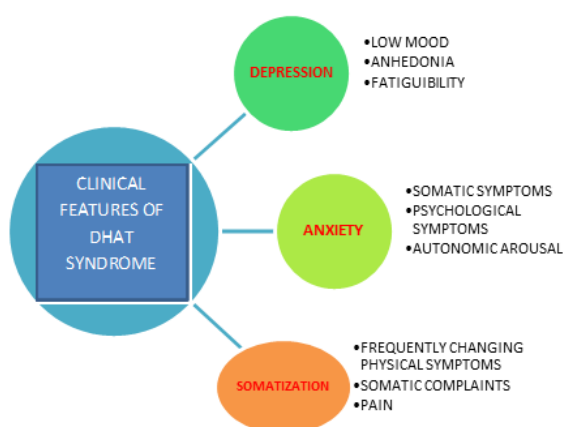 CLINICAL
FEATURES OF
DHAT
SYNDROME
DEPRESSION
•LOW MOOD
•ANHEDONIA
•FATIGUIBILITY
ANXIETY
•SOMATIC SYMPTOMS
•PSYCHOLOGICAL
SYMPTOMS
•AUTONOMIC AROUSAL
SOMATIZATION
•FREQUENTLY CHANGING
PHYSICAL SYMPTOMS
•SOMATIC COMPLAINTS
•PAIN